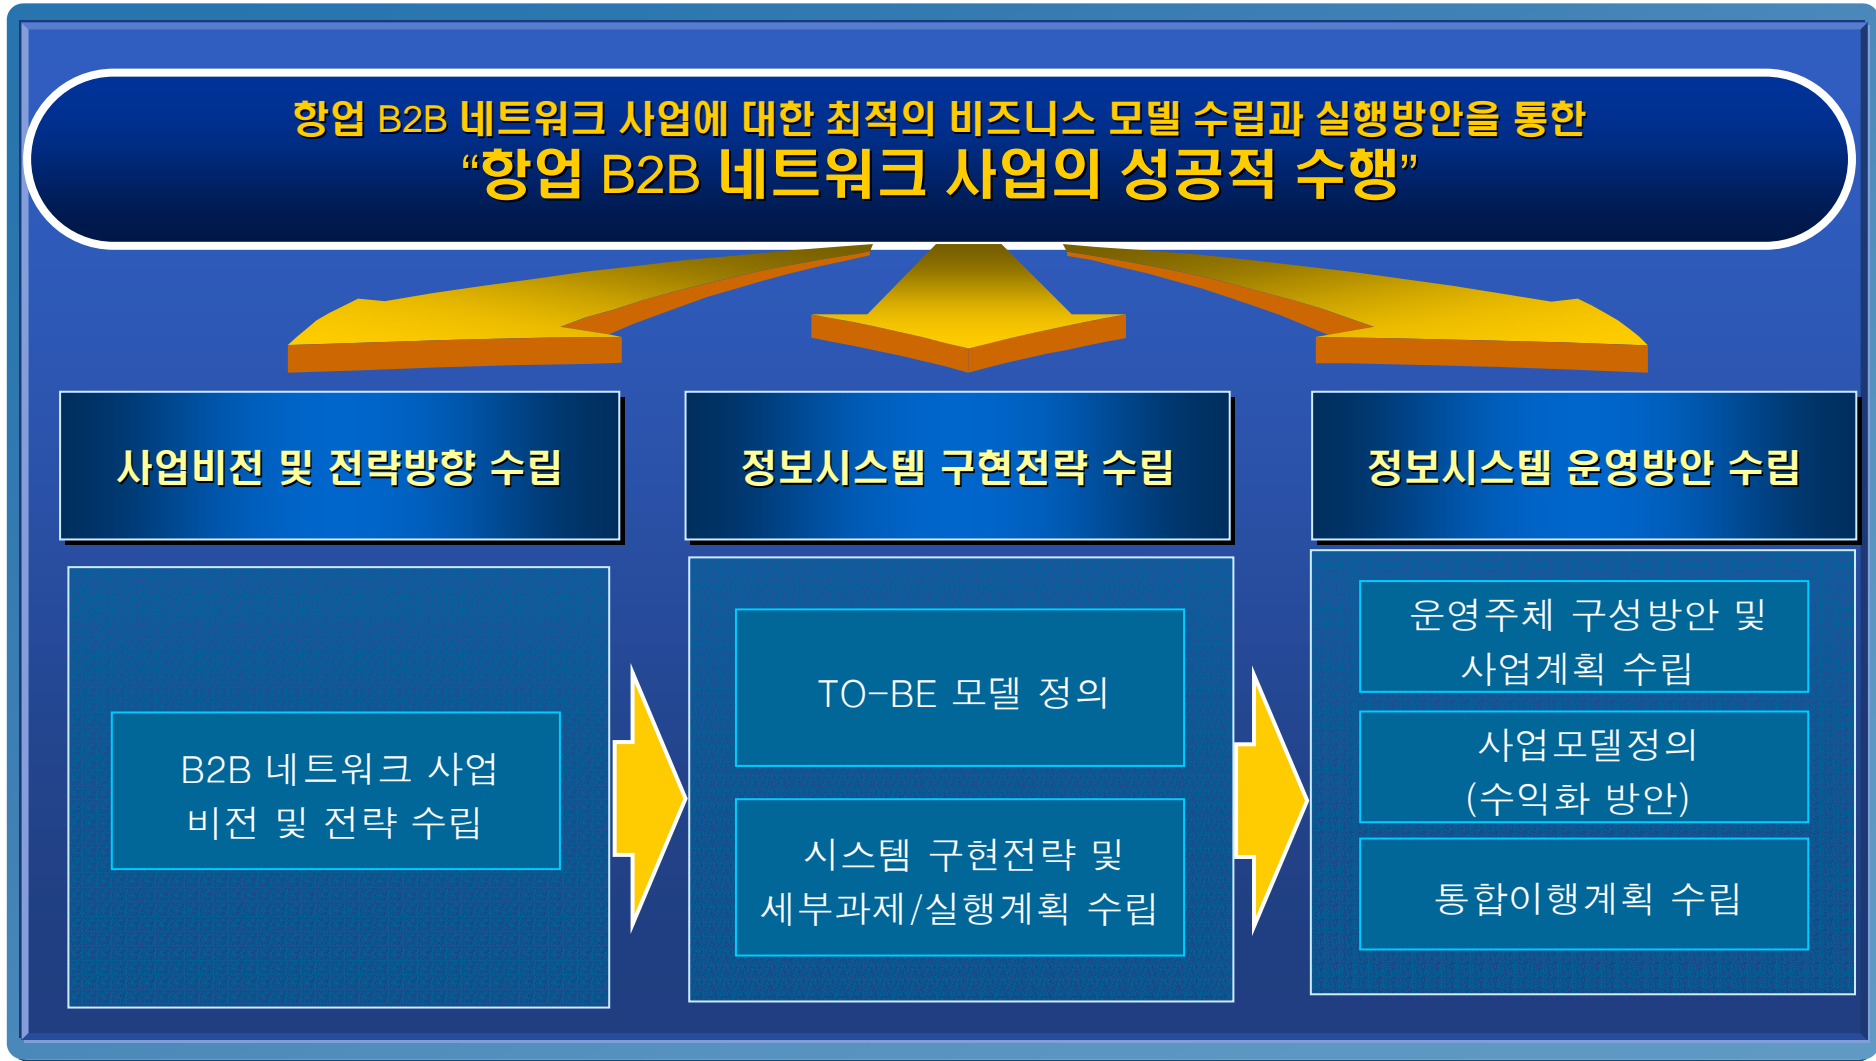 항업 B2B 네트워크 사업에 대한 최적의 비즈니스 모델 수립과 실행방안을 통한
“항업 B2B 네트워크 사업의 성공적 수행”
사업비전 및 전략방향 수립
정보시스템 구현전략 수립
정보시스템 운영방안 수립
B2B 네트워크 사업
비전 및 전략 수립
TO-BE 모델 정의
시스템 구현전략 및
세부과제/실행계획 수립
운영주체 구성방안 및
사업계획 수립
사업모델정의
(수익화 방안)
통합이행계획 수립